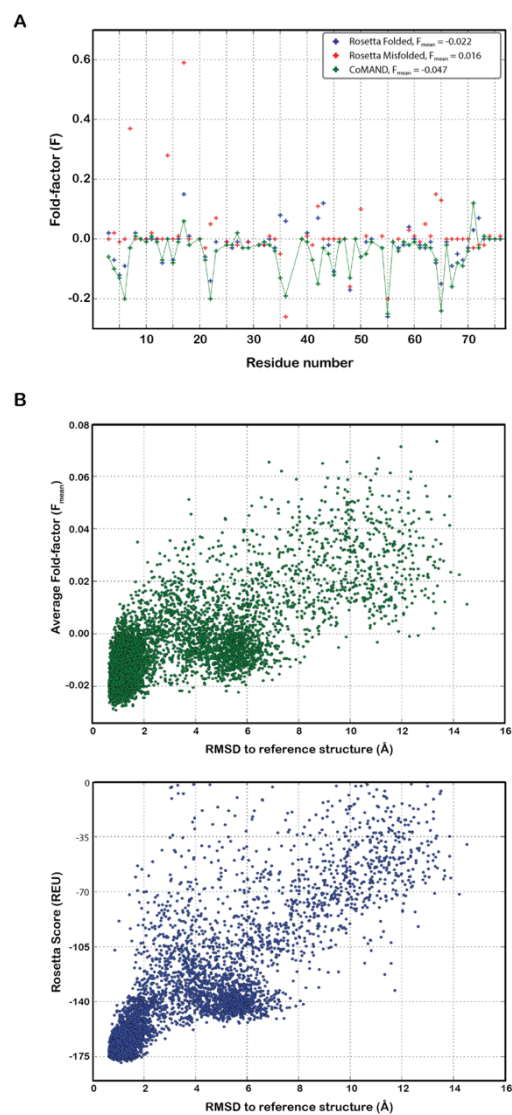 A
Rosetta Folded, Fmean = -0.022
Rosetta Misfolded, Fmean = 0.016
CoMAND, Fmean = -0.047
Fold-factor (F)
0.6
0.4
0.2
0.0
-0.2
10 20 30 40 50 60 70
Residue number
B
Average Fold-factor (Fmean)
0.08
0.06
0.04
0.02
0.00
-0.02
0 2 4 6 8 10 12 14 16
RMSD to reference structure (Å)
Rosetta Score (REU)
0
-35
-70
-105
-140
-175
0 2 4 6 8 10 12 14 16
RMSD to reference structure (Å)